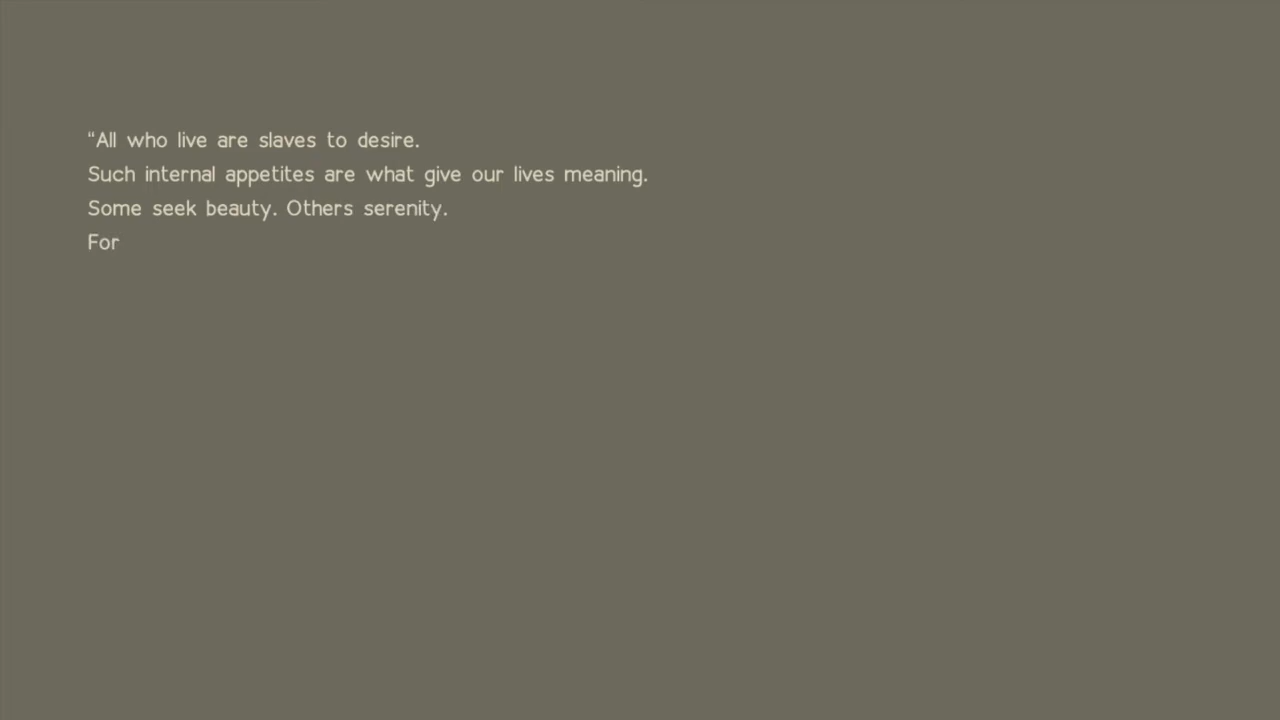 “All who live are slaves to desire.
Such internal appetites are what give our lives meaning.
Some seek beauty. Others serenity.
For